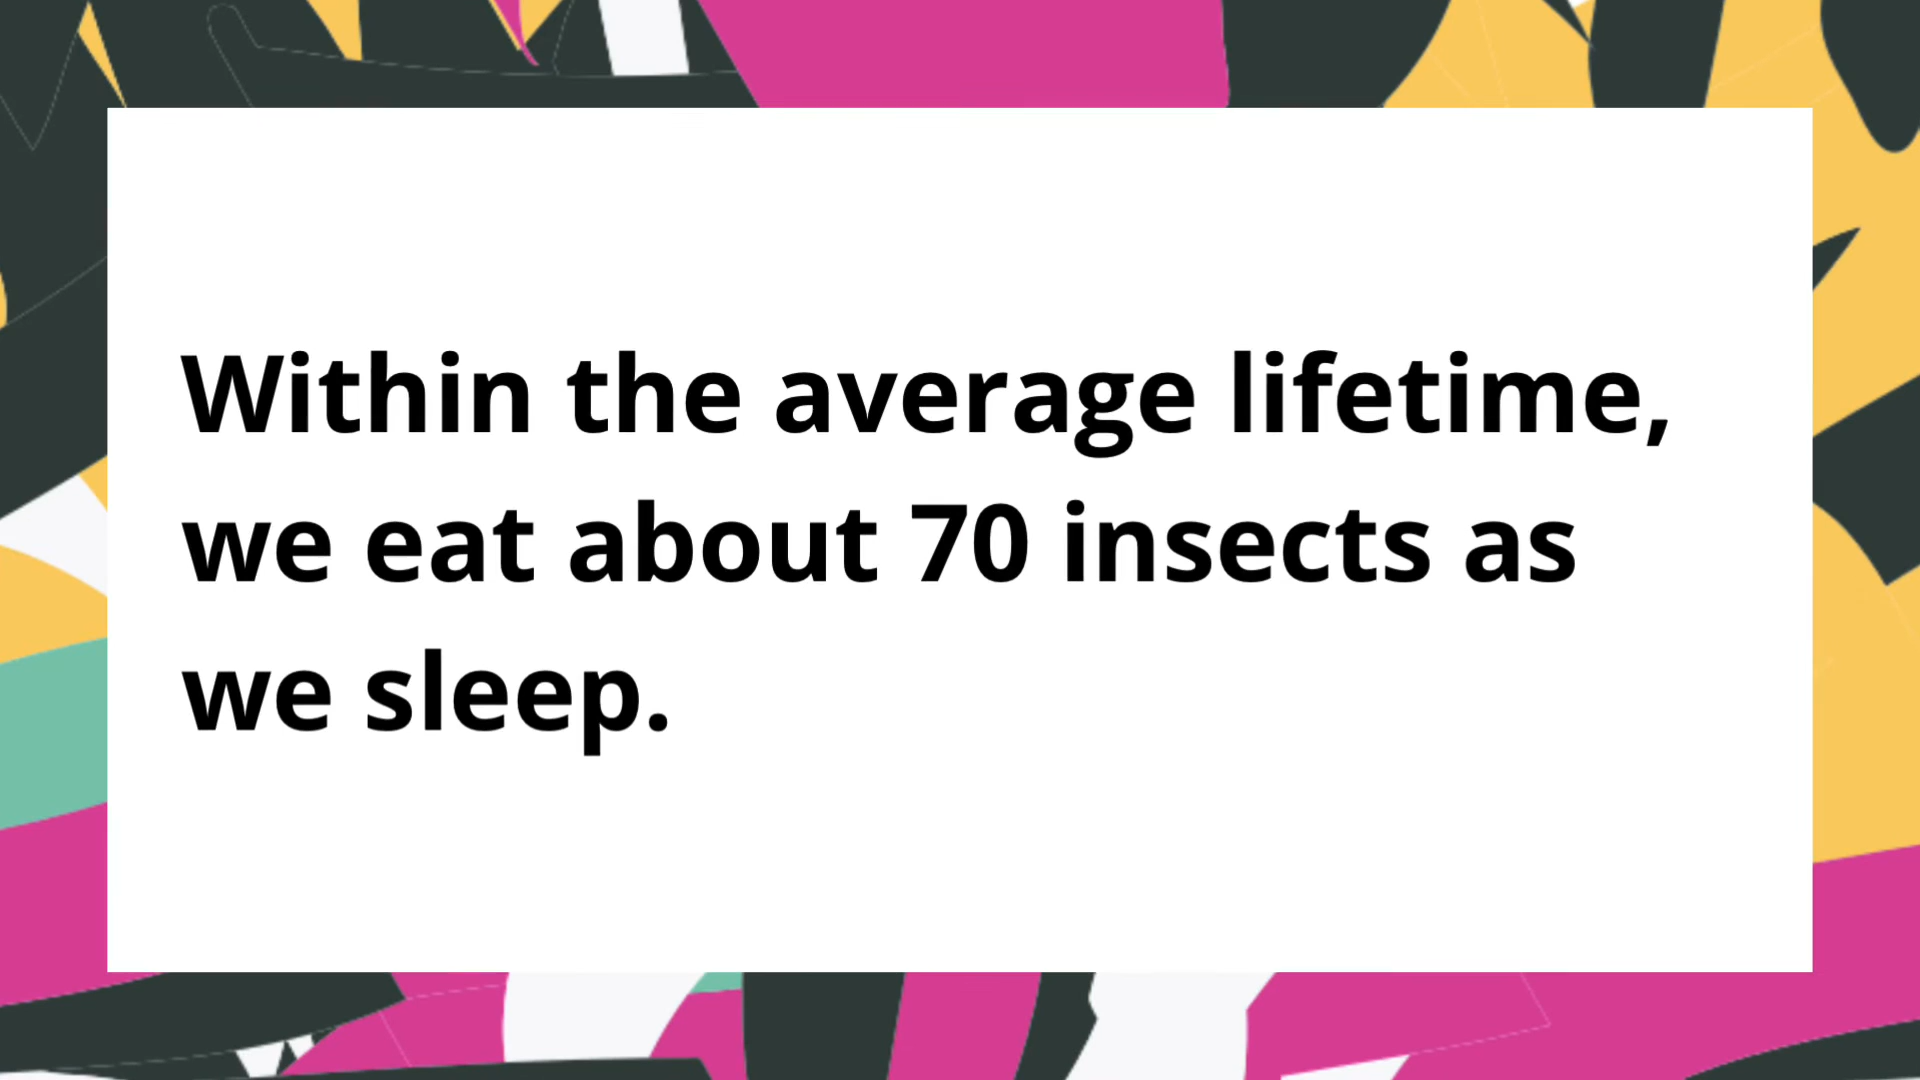 Within the average lifetime,
we eat about 70 insects as
we sleep.